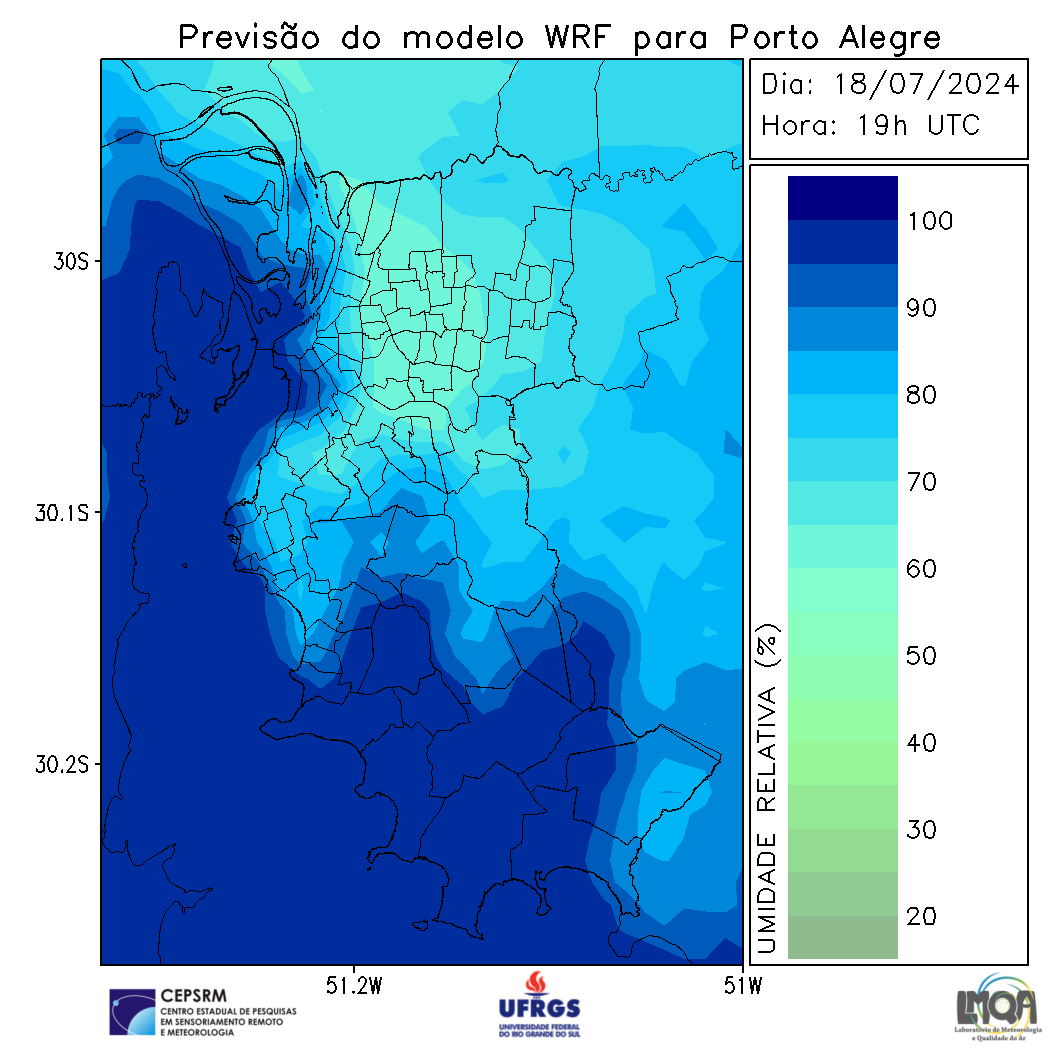 Previsão do modelo WRF para Porto Alegre
Dia: 18/07/2024
Hora: 19h UTC
30S
30.1S
30.2S
51.2W
51W
100
90
80
70
60
50
40
30
20
UMIDADE RELATIVA (%)
CEPSRM
CENTRO ESTADUAL DE PESQUISAS
EM SENSORIAMENTO REMOTO
E METEOROLOGIA
UFRGS
UNIVERSIDADE FEDERAL
DO RIO GRANDE DO SUL
LMQA
Laboratório de Meteorologia
e Qualidade do Ar